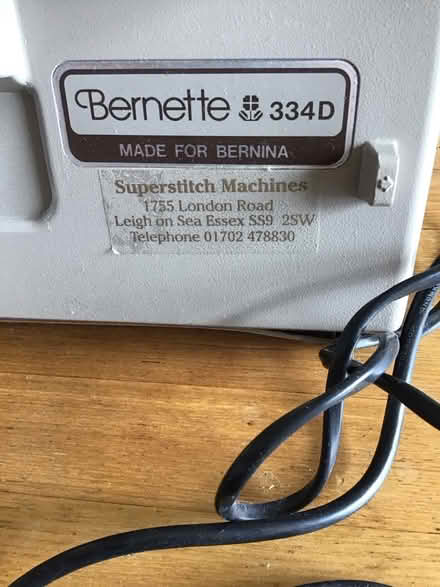 Bernette 334D
MADE FOR BERNINA
Superstitch Machines
1755 London Road
Leigh on Sea Essex SS9 2SW
Telephone 01702 478830